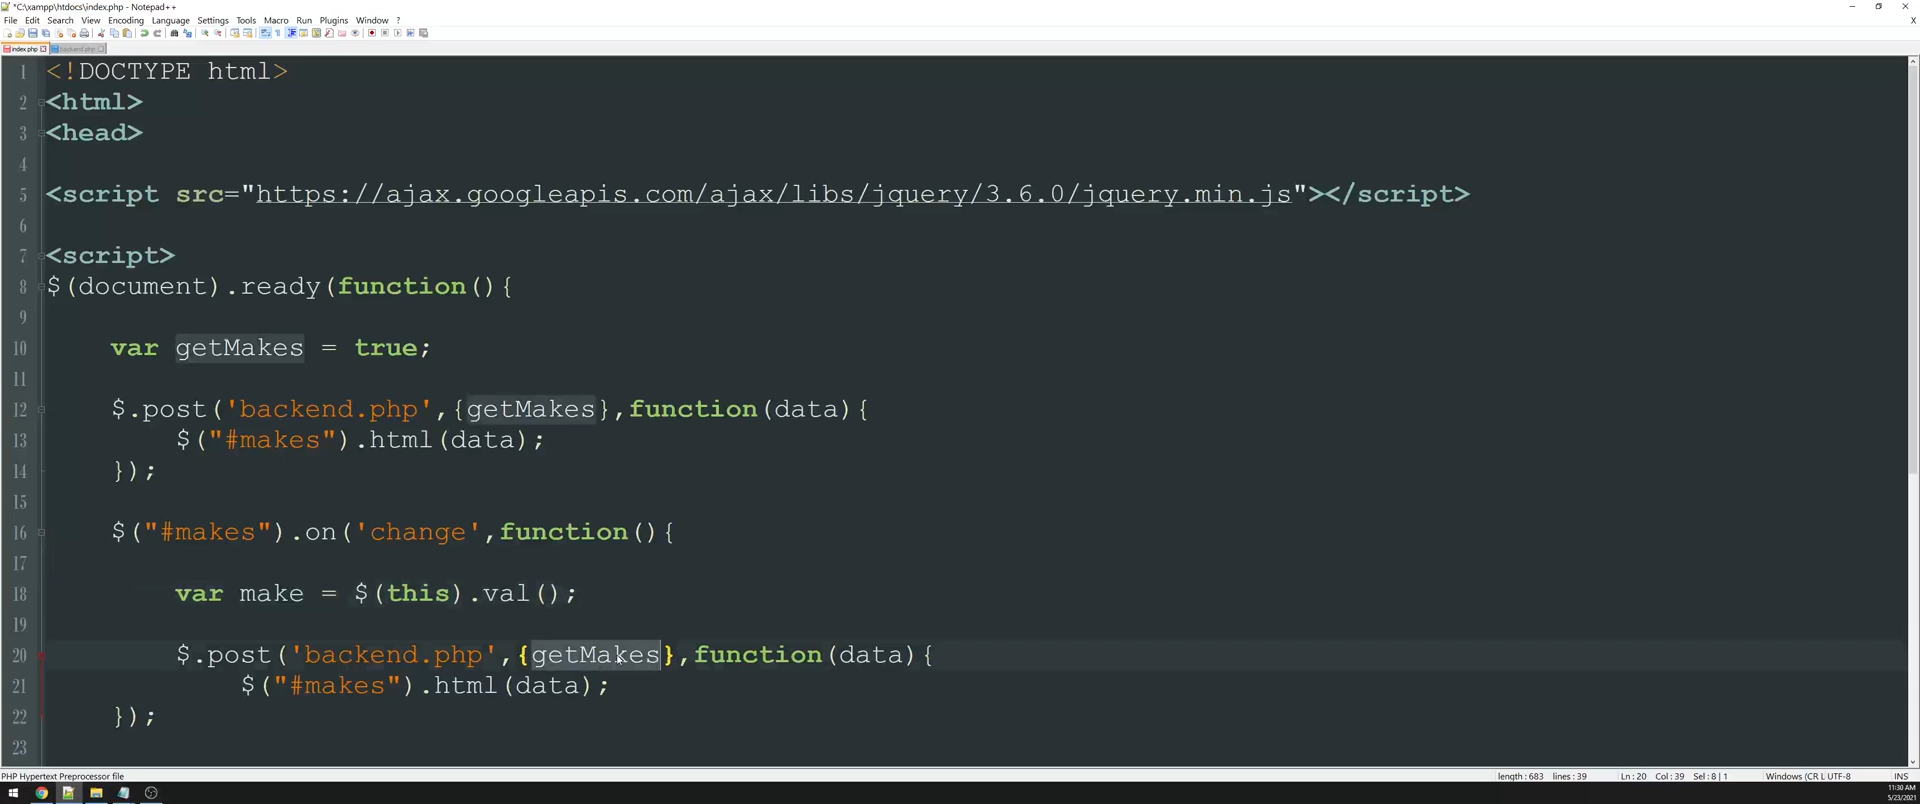 *C:\xampp\htdocs\index.php - Notepad++
File Edit Search View Encoding Language Settings Tools Macro Run Plugins Window ?
X
index.php backend.php
1 <!DOCTYPE html>
2 <html>
3 <head>
4
5 <script src="https://ajax.googleapis.com/ajax/libs/jquery/3.6.0/jquery.min.js"></script>
6
7 <script>
8 $(document).ready(function(){
9
10 var getMakes = true;
11
12 $.post('backend.php',{getMakes},function(data){
13 $("#makes").html(data);
14 });
15
16 $("#makes").on('change',function(){
17
18 var make = $(this).val();
19
20 $.post('backend.php',{getMakes},function(data){
21 $("#makes").html(data);
22 });
23
PHP Hypertext Preprocessor file length : 683 lines : 39 Ln : 20 Col : 39 Sel : 8 | 1 Windows (CR L UTF-8 INS
11:30 AM
5/23/2021